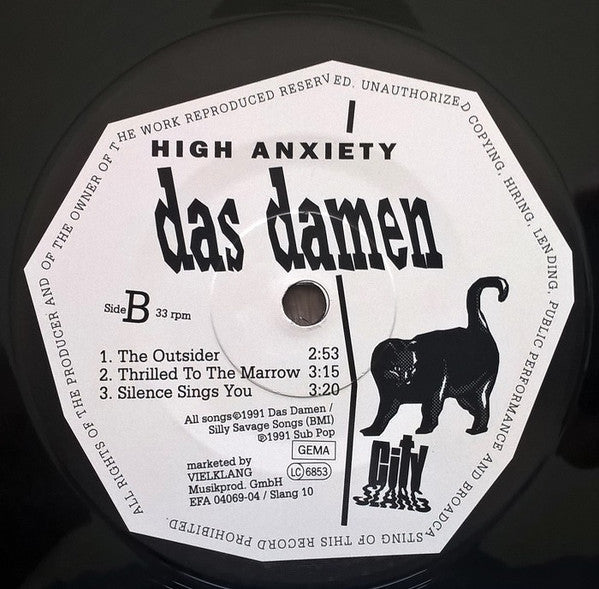 ALL RIGHTS OF THE PRODUCER AND OF THE OWNER OF THE WORK REPRODUCED RESERVED. UNAUTHORIZED COPYING, HIRING, LENDING, PUBLIC PERFORMANCE AND BROADCASTING OF THIS RECORD PROHIBITED.
HIGH ANXIETY
das damen
Side B 33 rpm
1. The Outsider 2:53
2. Thrilled To The Marrow 3:15
3. Silence Sings You 3:20
All songs©1991 Das Damen /
Silly Savage Songs (BMI)
℗1991 Sub Pop
GEMA
marketed by
VIELKLANG
Musikprod. GmbH
LC 6853
EFA 04069-04 / Slang 10
City
SLANG